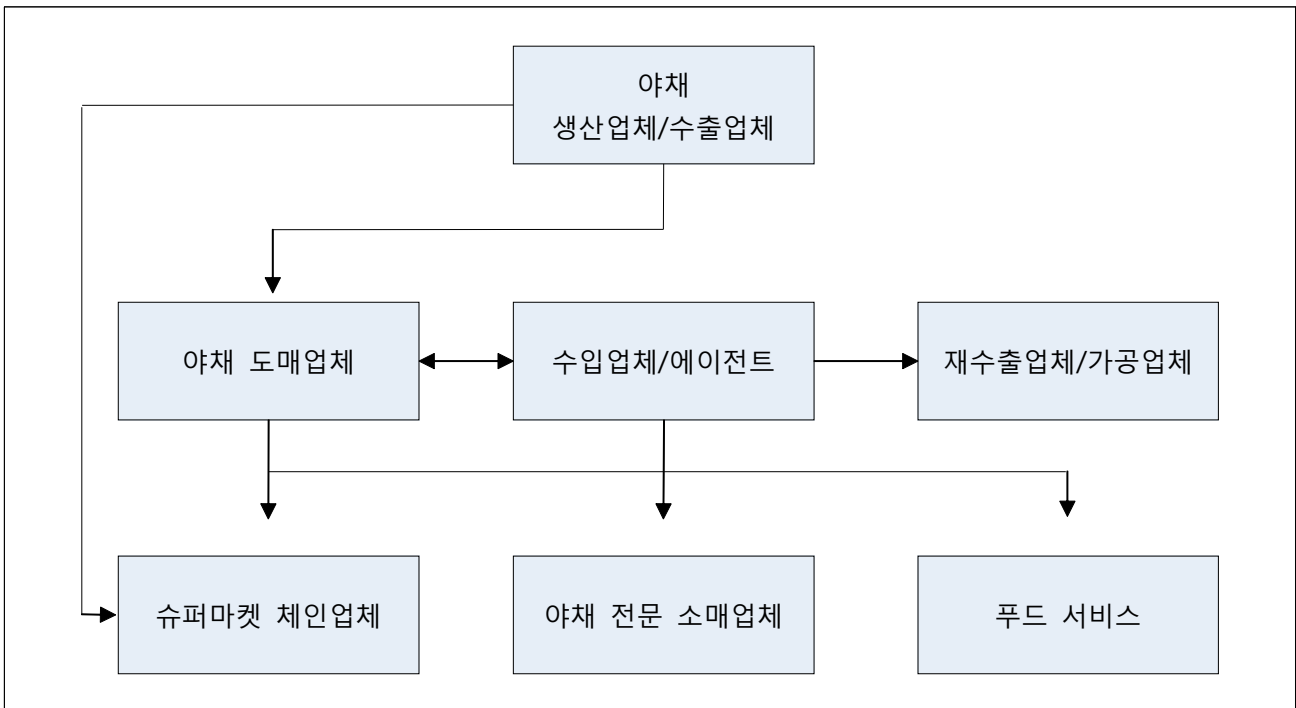 야채
생산업체/수출업체
야채 도매업체
수입업체/에이전트
재수출업체/가공업체
슈퍼마켓 체인업체
야채 전문 소매업체
푸드 서비스